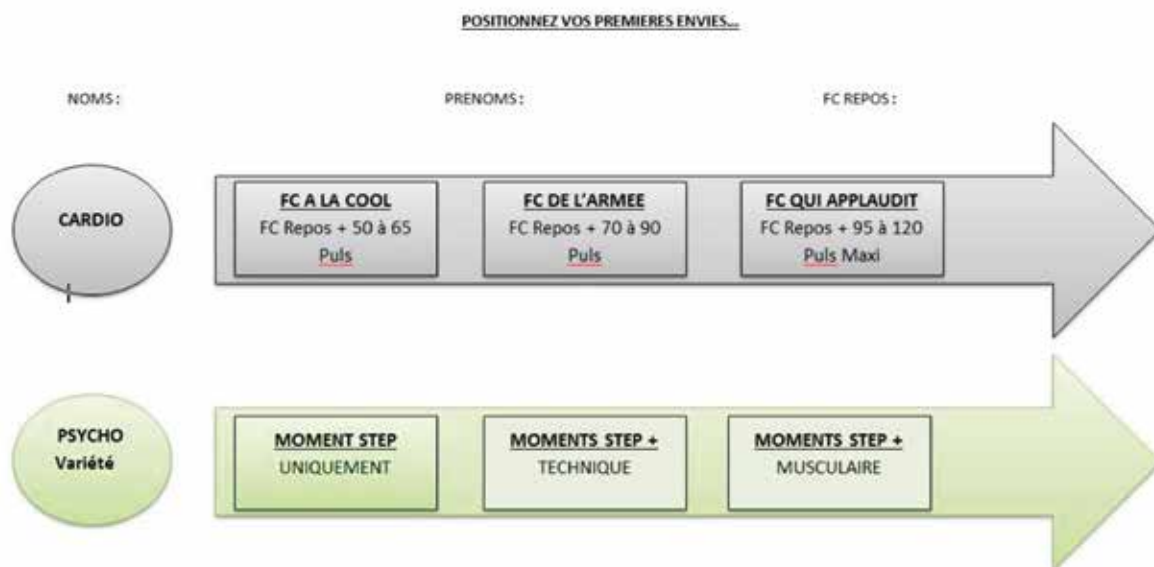 POSITIONNEZ VOS PREMIERES ENVIES...
NOMS :
PRENOMS :
FC REPOS :
CARDIO
FC A LA COOL
FC Repos + 50 à 65
Puls
FC DE L'ARMEE
FC Repos + 70 à 90
Puls
FC QUI APPLAUDIT
FC Repos + 95 à 120
Puls Maxi
PSYCHO
Variété
MOMENT STEP
UNIQUEMENT
MOMENTS STEP +
TECHNIQUE
MOMENTS STEP +
MUSCULAIRE